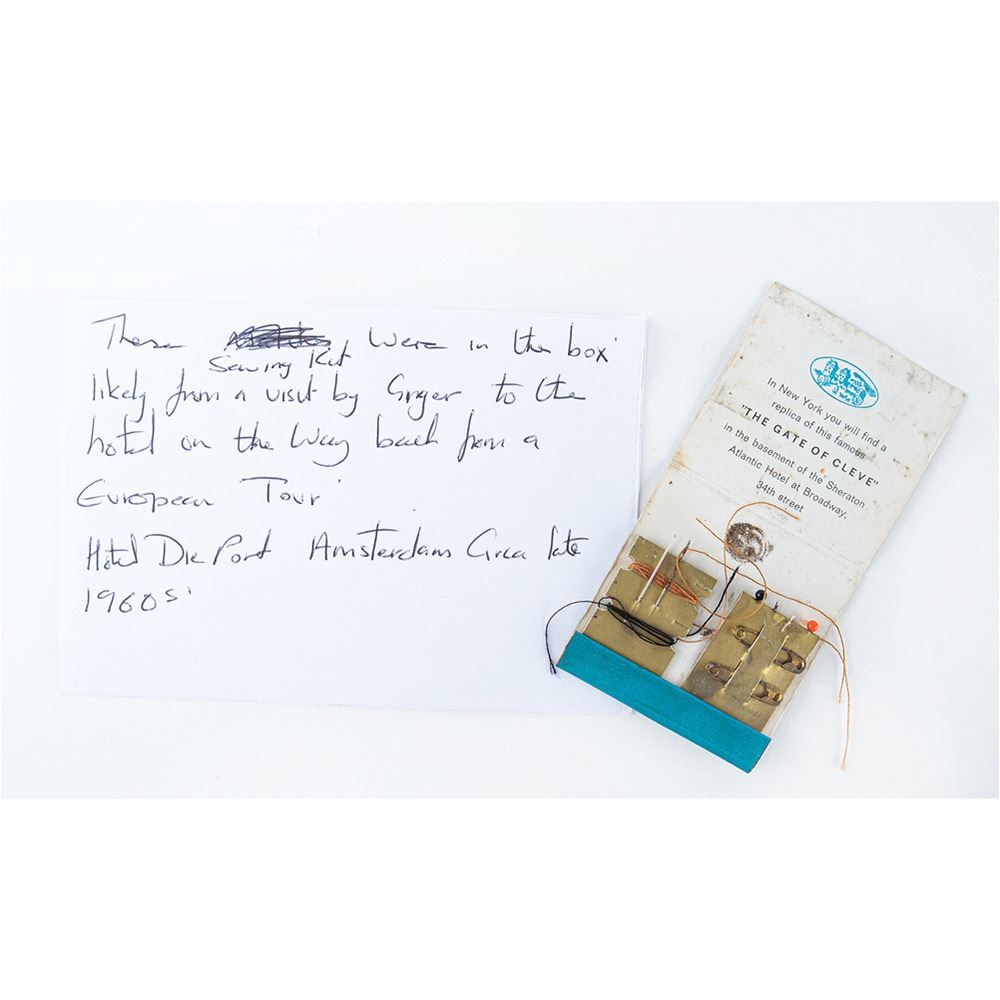 These were in the box
Sewing Kit
likely from a visit by Ginger to the
hotel on the way back from a
European Tour
Hotel Die Port Amsterdam Circa late
1960s
In New York you will find a
replica of this famous
"THE GATE OF CLEVE"
in the basement of the Sheraton
Atlantic Hotel at Broadway,
34th street